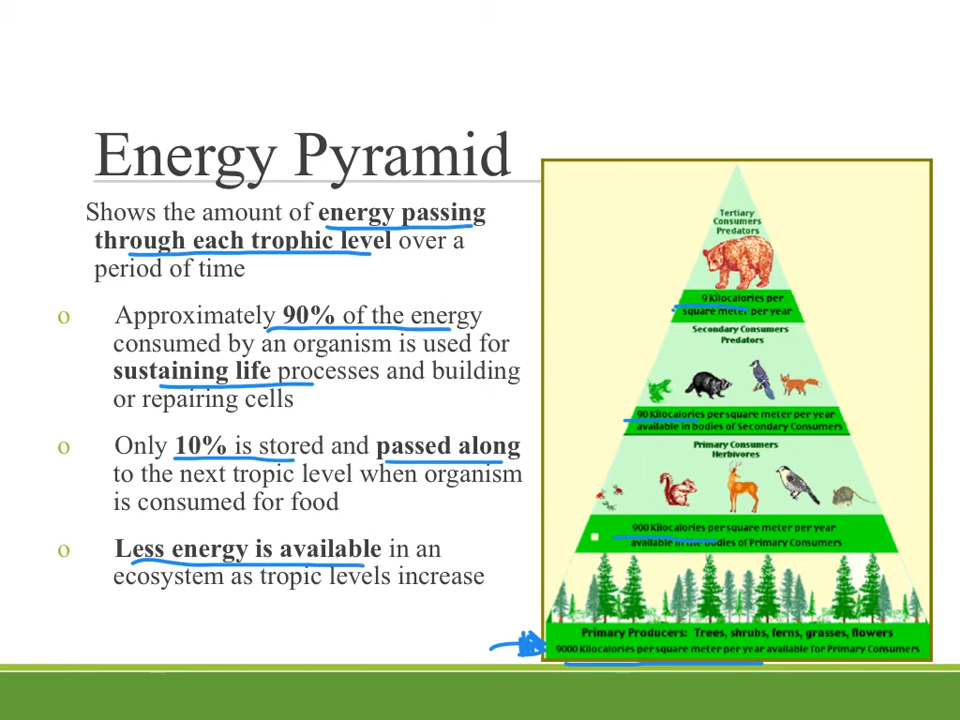 Energy Pyramid
Shows the amount of energy passing
through each trophic level over a
period of time
o Approximately 90% of the energy
consumed by an organism is used for
sustaining life processes and building
or repairing cells
o Only 10% is stored and passed along
to the next tropic level when organism
is consumed for food
o Less energy is available in an
ecosystem as tropic levels increase
Tertiary
Consumers
Predators
9 Kilocalories per
square meter per year
Secondary Consumers
Predators
90 Kilocalories per square meter per year
available in bodies of Secondary Consumers
Primary Consumers
Herbivores
900 Kilocalories per square meter per year
available in the bodies of Primary Consumers
Primary Producers: Trees, shrubs, ferns, grasses, flowers
9000 Kilocalories per square meter per year available for Primary Consumers